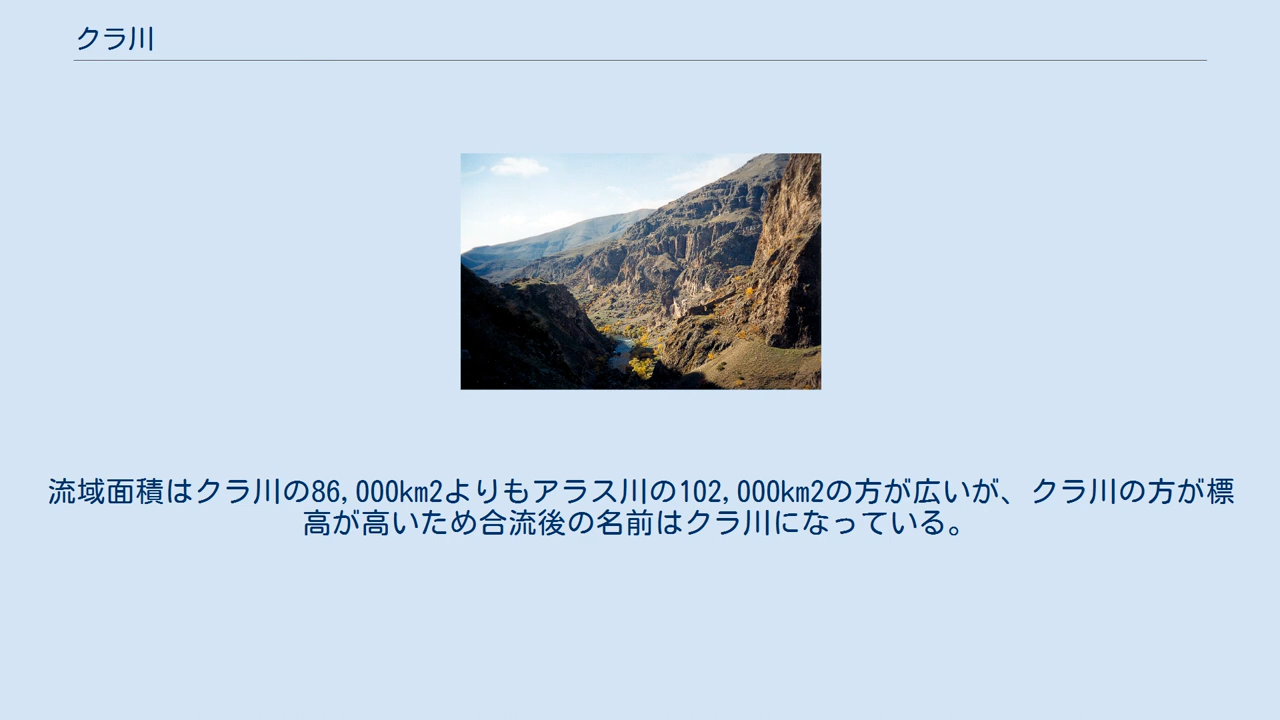 クラ川
流域面積はクラ川の86,000km2よりもアラス川の102,000km2の方が広いが、クラ川の方が標
高が高いため合流後の名前はクラ川になっている。